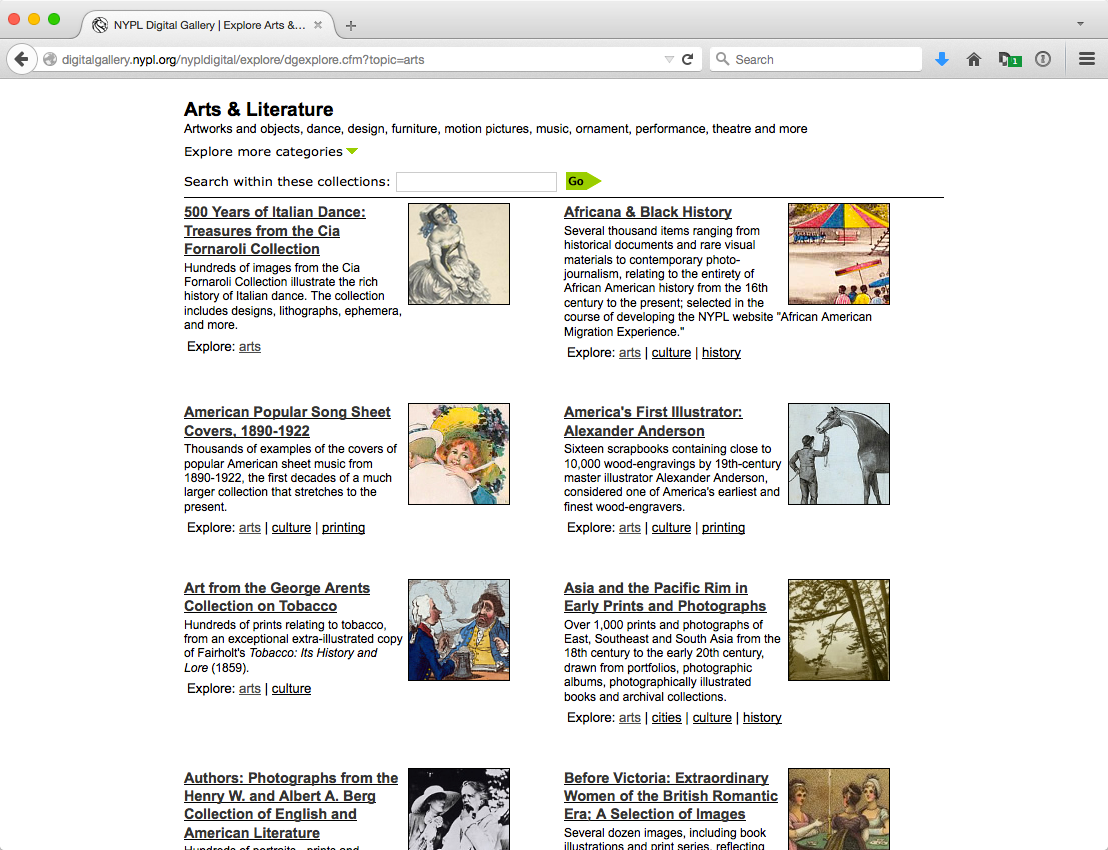 NYPL Digital Gallery | Explore Arts &...
digitalgallery.nypl.org/nypldigital/explore/dgexplore.cfm?topic=arts
Search
1
Arts & Literature
Artworks and objects, dance, design, furniture, motion pictures, music, ornament, performance, theatre and more
Explore more categories
Search within these collections:
Go
500 Years of Italian Dance:
Treasures from the Cia
Fornaroli Collection
Hundreds of images from the Cia
Fornaroli Collection illustrate the rich
history of Italian dance. The collection
includes designs, lithographs, ephemera,
and more.
Explore: arts
Africana & Black History
Several thousand items ranging from
historical documents and rare visual
materials to contemporary photo-
journalism, relating to the entirety of
African American history from the 16th
century to the present; selected in the
course of developing the NYPL website "African American
Migration Experience."
Explore: arts | culture | history
American Popular Song Sheet
Covers, 1890-1922
Thousands of examples of the covers of
popular American sheet music from
1890-1922, the first decades of a much
larger collection that stretches to the
present.
Explore: arts | culture | printing
America's First Illustrator:
Alexander Anderson
Sixteen scrapbooks containing close to
10,000 wood-engravings by 19th-century
master illustrator Alexander Anderson,
considered one of America's earliest and
finest wood-engravers.
Explore: arts | culture | printing
Art from the George Arents
Collection on Tobacco
Hundreds of prints relating to tobacco,
from an exceptional extra-illustrated copy
of Fairholt's Tobacco: Its History and
Lore (1859).
Explore: arts | culture
Asia and the Pacific Rim in
Early Prints and Photographs
Over 1,000 prints and photographs of
East, Southeast and South Asia from the
18th century to the early 20th century,
drawn from portfolios, photographic
albums, photographically illustrated
books and archival collections.
Explore: arts | cities | culture | history
Authors: Photographs from the
Henry W. and Albert A. Berg
Collection of English and
American Literature
Hundreds of portraits - prints and
Before Victoria: Extraordinary
Women of the British Romantic
Era; A Selection of Images
Several dozen images, including book
illustrations and print series, reflecting